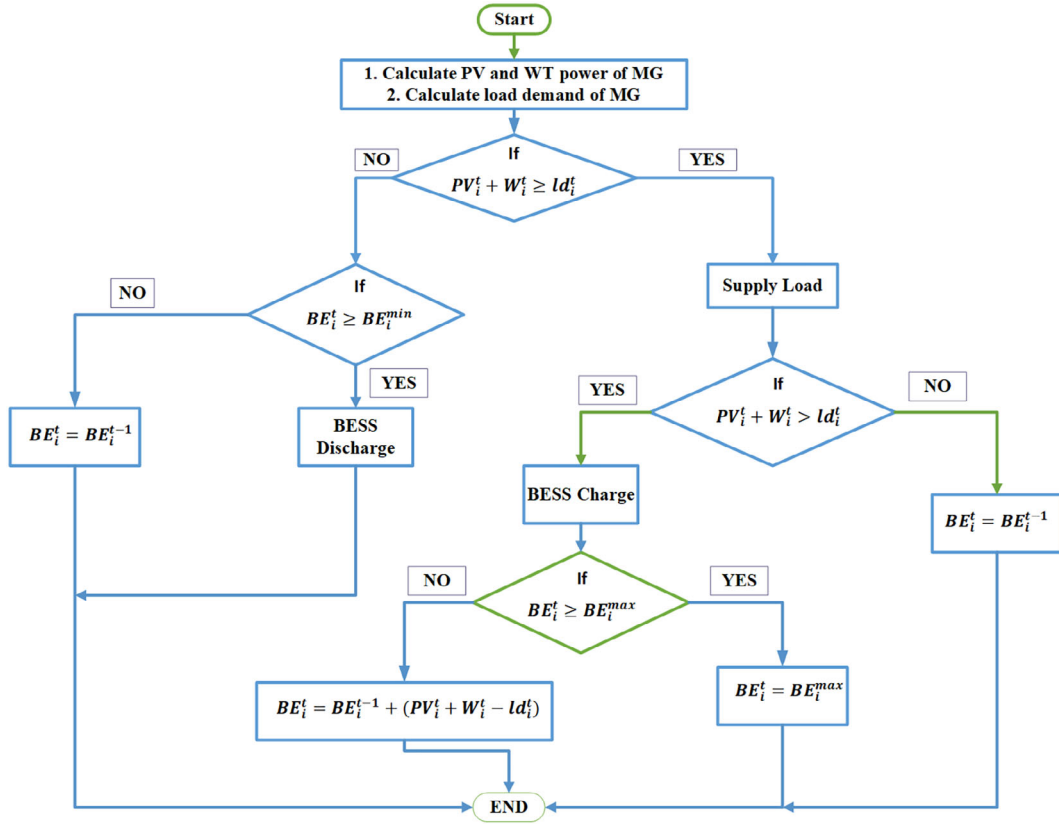 Start
1. Calculate PV and WT power of MG
2. Calculate load demand of MG
NO
If
YES
$PV_i^t + W_i^t \geq ld_i^t$
NO
If
$BE_i^t \geq BE_i^{min}$
Supply Load
YES
YES
If
NO
$PV_i^t + W_i^t > ld_i^t$
$BE_i^t = BE_i^{t-1}$
BESS
Discharge
BESS Charge
$BE_i^t = BE_i^{t-1}$
NO
If
YES
$BE_i^t \geq BE_i^{max}$
$BE_i^t = BE_i^{t-1} + (PV_i^t + W_i^t - ld_i^t)$
$BE_i^t = BE_i^{max}$
END